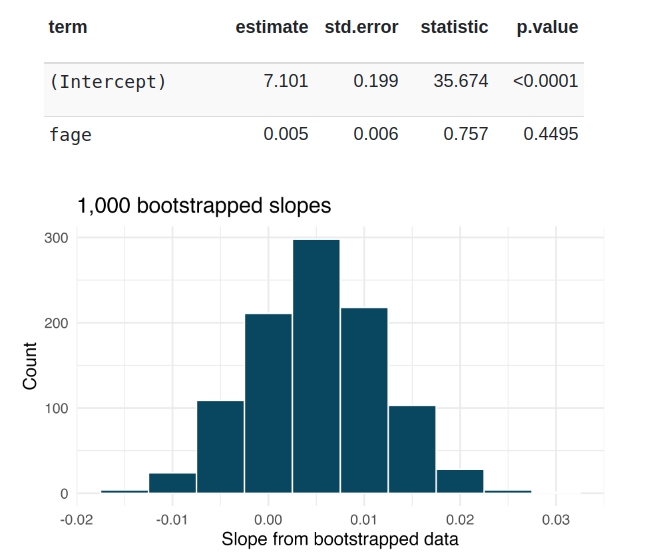 term estimate std.error statistic p.value
(Intercept) 7.101 0.199 35.674 <0.0001
fage 0.005 0.006 0.757 0.4495
1,000 bootstrapped slopes
300
200
100
0
Count
-0.02 -0.01 0.00 0.01 0.02 0.03
Slope from bootstrapped data